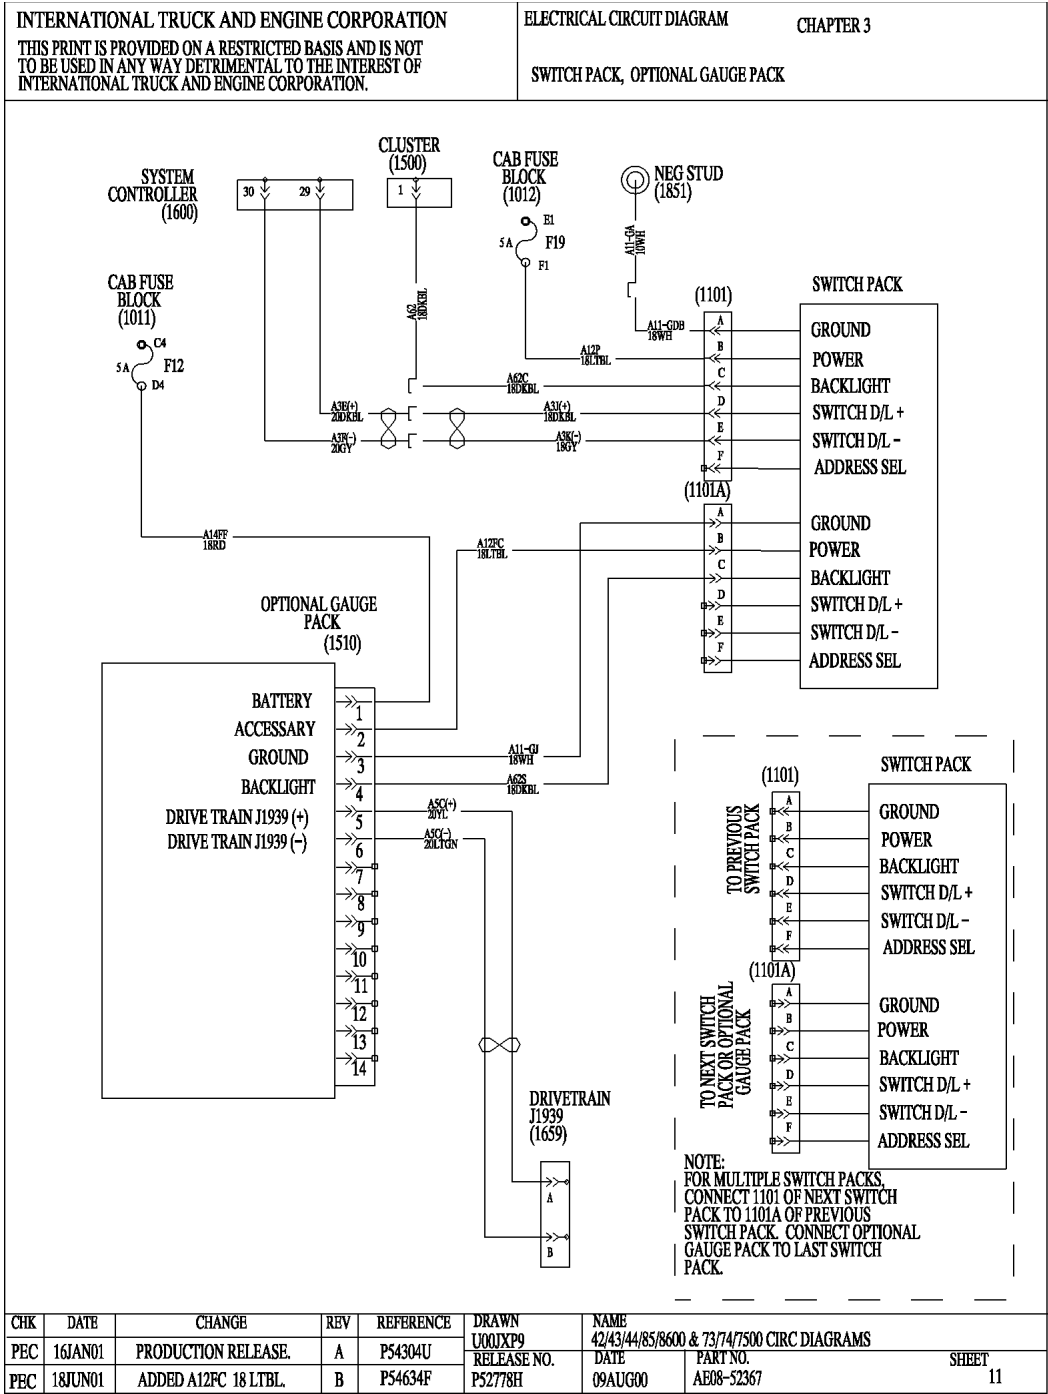 INTERNATIONAL TRUCK AND ENGINE CORPORATION
THIS PRINT IS PROVIDED ON A RESTRICTED BASIS AND IS NOT
TO BE USED IN ANY WAY DETRIMENTAL TO THE INTEREST OF
INTERNATIONAL TRUCK AND ENGINE CORPORATION.
ELECTRICAL CIRCUIT DIAGRAM
CHAPTER 3
SWITCH PACK, OPTIONAL GAUGE PACK
SYSTEM
CONTROLLER
(1600)
30
29
CLUSTER
(1500)
1
CAB FUSE
BLOCK
(1012)
E1
5 A
F19
F1
NEG STUD
(1851)
A11-GA
10WH
CAB FUSE
BLOCK
(1011)
C4
5 A
F12
D4
A62
18DKBL
(1101)
SWITCH PACK
A11-GDB
18WH
A
GROUND
A12P
18LTBL
B
POWER
A62C
18DKBL
C
BACKLIGHT
A3E(+)
20DKBL
A3J(+)
18DKBL
D
SWITCH D/L +
A3F(-)
20GY
A3K(-)
18GY
E
SWITCH D/L -
F
ADDRESS SEL
(1101A)
A
GROUND
A14FF
18RD
A12FC
18LTBL
B
POWER
C
BACKLIGHT
D
SWITCH D/L +
E
SWITCH D/L -
F
ADDRESS SEL
OPTIONAL GAUGE
PACK
(1510)
BATTERY
1
ACCESSARY
2
GROUND
3
A11-GJ
18WH
BACKLIGHT
4
A62S
18DKBL
DRIVE TRAIN J1939 (+)
5
A5C(+)
20YL
DRIVE TRAIN J1939 (-)
6
A5C(-)
20LTGN
7
8
9
10
11
12
13
14
DRIVETRAIN
J1939
(1659)
A
B
SWITCH PACK
(1101)
TO PREVIOUS
SWITCH PACK
A
GROUND
B
POWER
C
BACKLIGHT
D
SWITCH D/L +
E
SWITCH D/L -
F
ADDRESS SEL
(1101A)
TO NEXT SWITCH
PACK OR OPTIONAL
GAUGE PACK
A
GROUND
B
POWER
C
BACKLIGHT
D
SWITCH D/L +
E
SWITCH D/L -
F
ADDRESS SEL
NOTE:
FOR MULTIPLE SWITCH PACKS,
CONNECT 1101 OF NEXT SWITCH
PACK TO 1101A OF PREVIOUS
SWITCH PACK. CONNECT OPTIONAL
GAUGE PACK TO LAST SWITCH
PACK.
CHK DATE CHANGE REV REFERENCE
PEC 16JAN01 PRODUCTION RELEASE. A P54304U
PEC 18JUN01 ADDED A12FC 18 LTBL. B P54634F
DRAWN
U00JXP9
RELEASE NO.
P52778H
NAME
42/43/44/85/8600 & 73/74/7500 CIRC DIAGRAMS
DATE
09AUG00
PART NO.
AE08-52367
SHEET
11